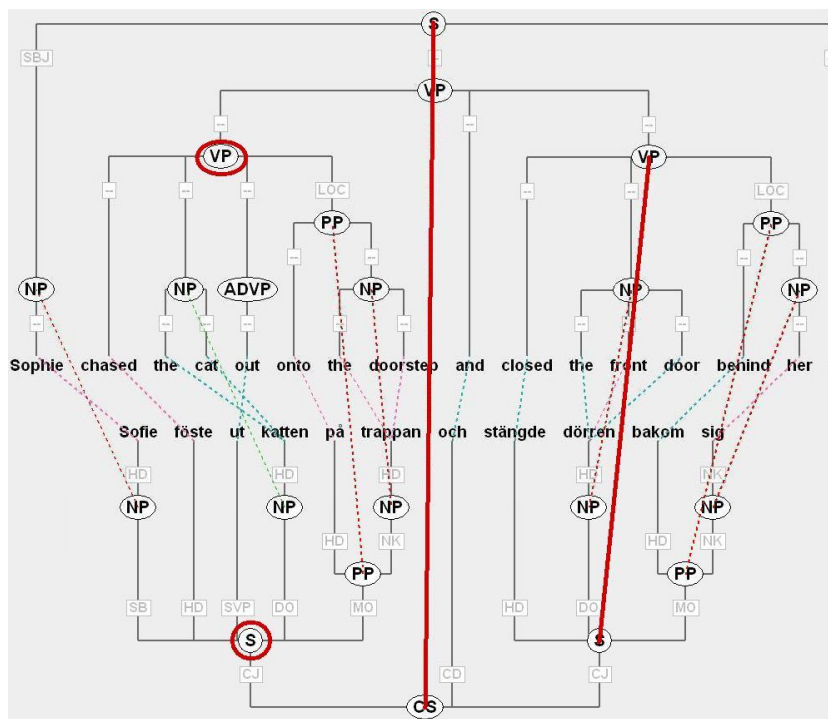 S
SBJ
--
VP
-- -- --
VP VP
-- -- -- LOC -- -- LOC
PP PP
-- -- -- --
NP NP ADVP NP NP NP
-- -- -- -- -- -- -- -- -- --
Sophie chased the cat out onto the doorstep and closed the front door behind her
Sofie föste ut katten på trappan och stängde dörren bakom sig
HD HD HD HD NK
NP NP NP NP NP
HD NK HD NK
PP PP
SB HD SVP DO MO HD DO MO
S S
CJ CD CJ
CS